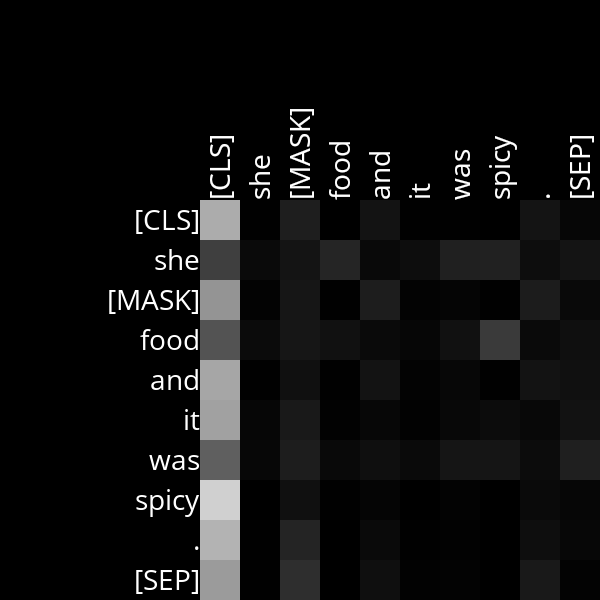 [CLS] she [MASK] food and it was spicy . [SEP]
[CLS]
she
[MASK]
food
and
it
was
spicy
.
[SEP]